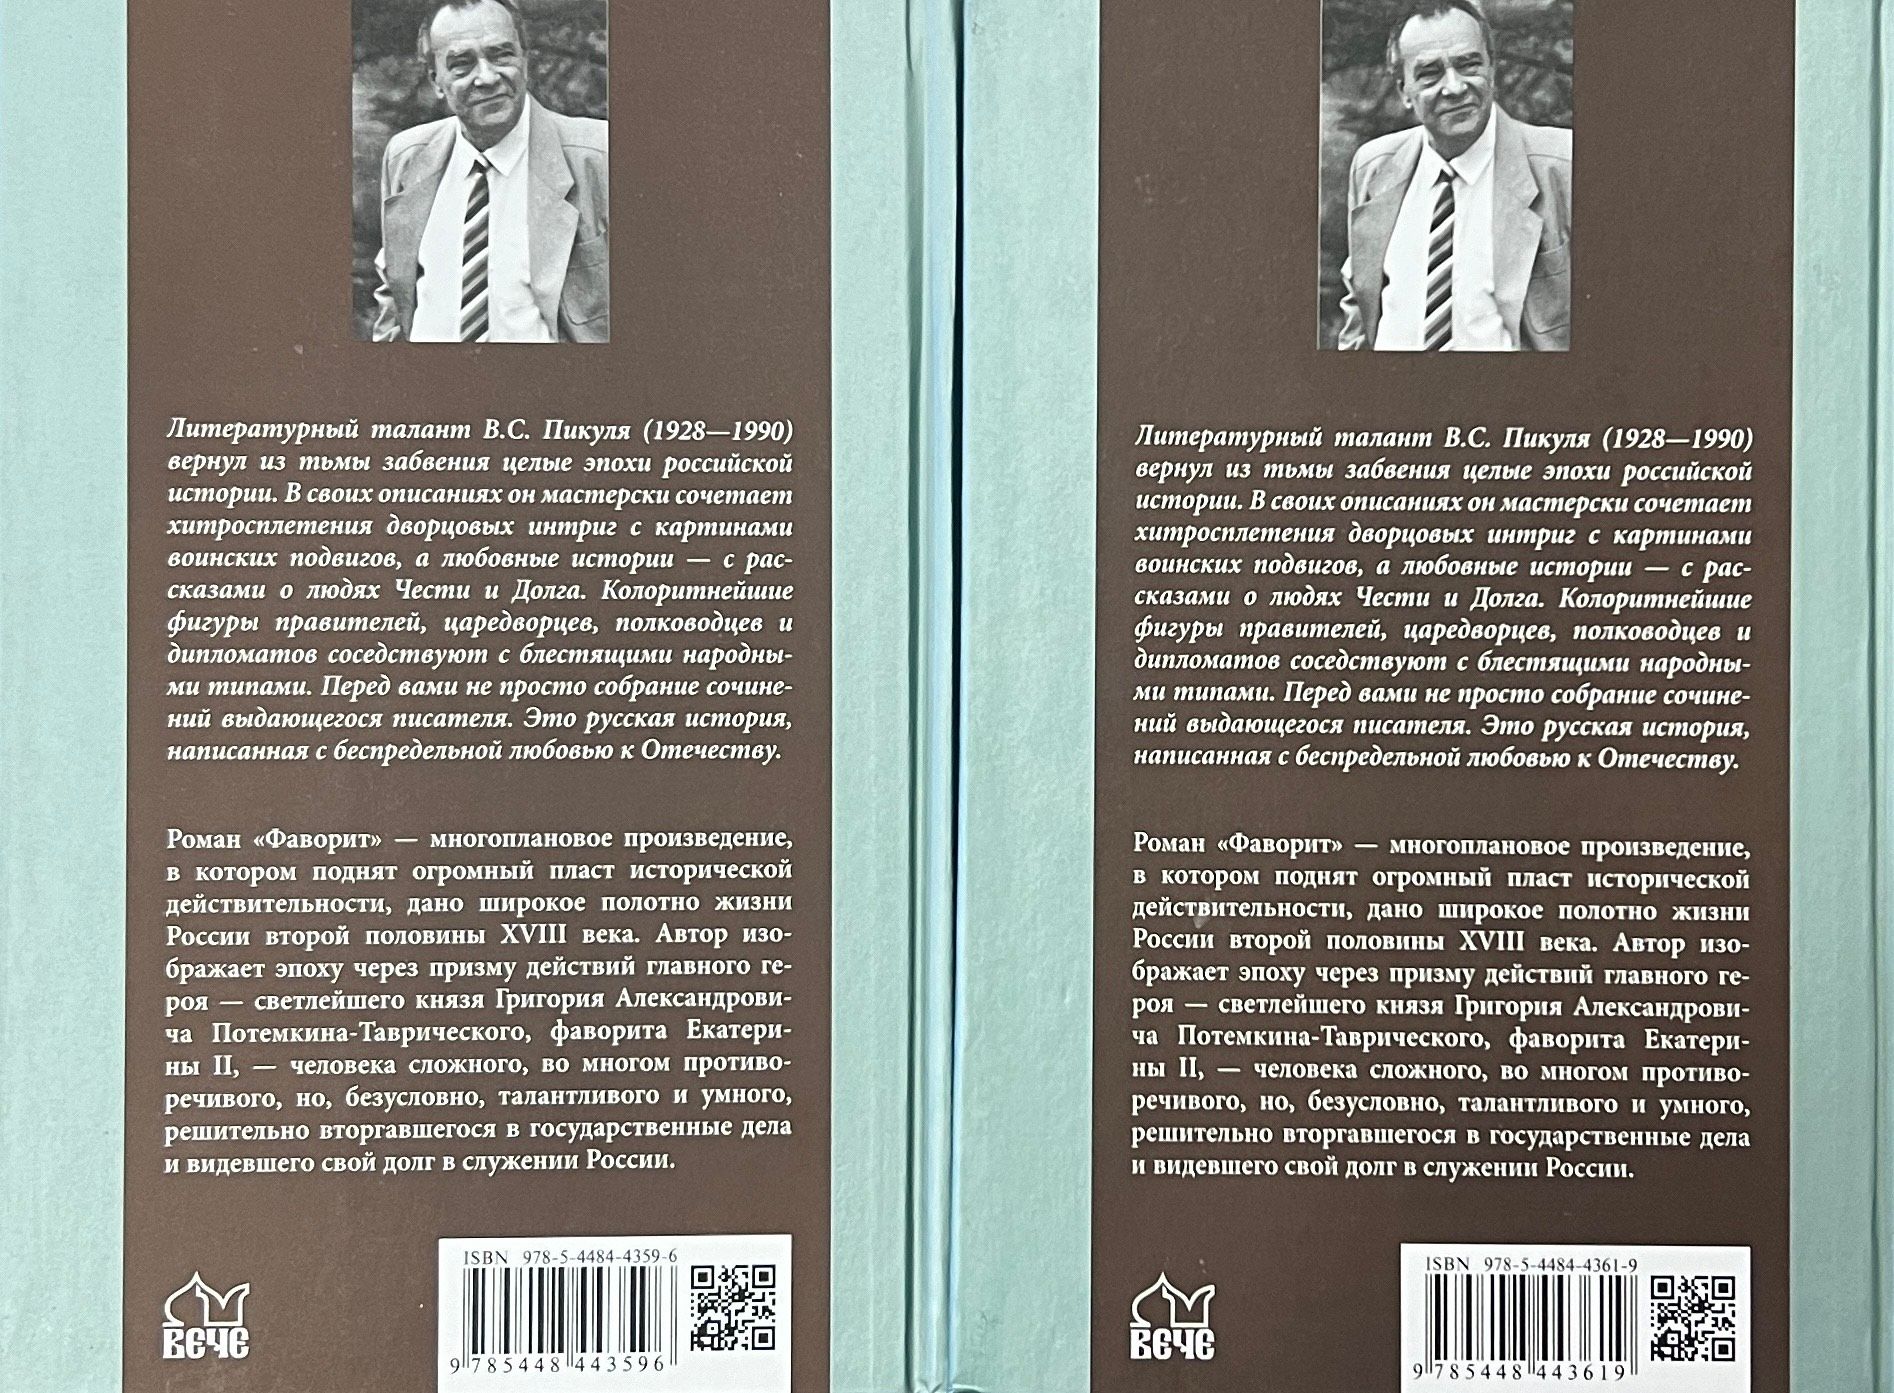 Литературный талант В.С. Пикуля (1928—1990)
вернул из тьмы забвения целые эпохи российской
истории. В своих описаниях он мастерски сочетает
хитросплетения дворцовых интриг с картинами
воинских подвигов, а любовные истории — с рас-
сказами о людях Чести и Долга. Колоритнейшие
фигуры правителей, царедворцев, полководцев и
дипломатов соседствуют с блестящими народны-
ми типами. Перед вами не просто собрание сочине-
ний выдающегося писателя. Это русская история,
написанная с беспредельной любовью к Отечеству.
Роман «Фаворит» — многоплановое произведение,
в котором поднят огромный пласт исторической
действительности, дано широкое полотно жизни
России второй половины XVIII века. Автор изо-
бражает эпоху через призму действий главного ге-
роя — светлейшего князя Григория Александрови-
ча Потемкина-Таврического, фаворита Екатери-
ны II, — человека сложного, во многом противо-
речивого, но, безусловно, талантливого и умного,
решительно вторгавшегося в государственные дела
и видевшего свой долг в служении России.
ВЕЧЕ
ISBN 978-5-4484-4359-6
9 785448 443596
Литературный талант В.С. Пикуля (1928—1990)
вернул из тьмы забвения целые эпохи российской
истории. В своих описаниях он мастерски сочетает
хитросплетения дворцовых интриг с картинами
воинских подвигов, а любовные истории — с рас-
сказами о людях Чести и Долга. Колоритнейшие
фигуры правителей, царедворцев, полководцев и
дипломатов соседствуют с блестящими народны-
ми типами. Перед вами не просто собрание сочине-
ний выдающегося писателя. Это русская история,
написанная с беспредельной любовью к Отечеству.
Роман «Фаворит» — многоплановое произведение,
в котором поднят огромный пласт исторической
действительности, дано широкое полотно жизни
России второй половины XVIII века. Автор изо-
бражает эпоху через призму действий главного ге-
роя — светлейшего князя Григория Александрови-
ча Потемкина-Таврического, фаворита Екатери-
ны II, — человека сложного, во многом противо-
речивого, но, безусловно, талантливого и умного,
решительно вторгавшегося в государственные дела
и видевшего свой долг в служении России.
ВЕЧЕ
ISBN 978-5-4484-4361-9
9 785448 443619